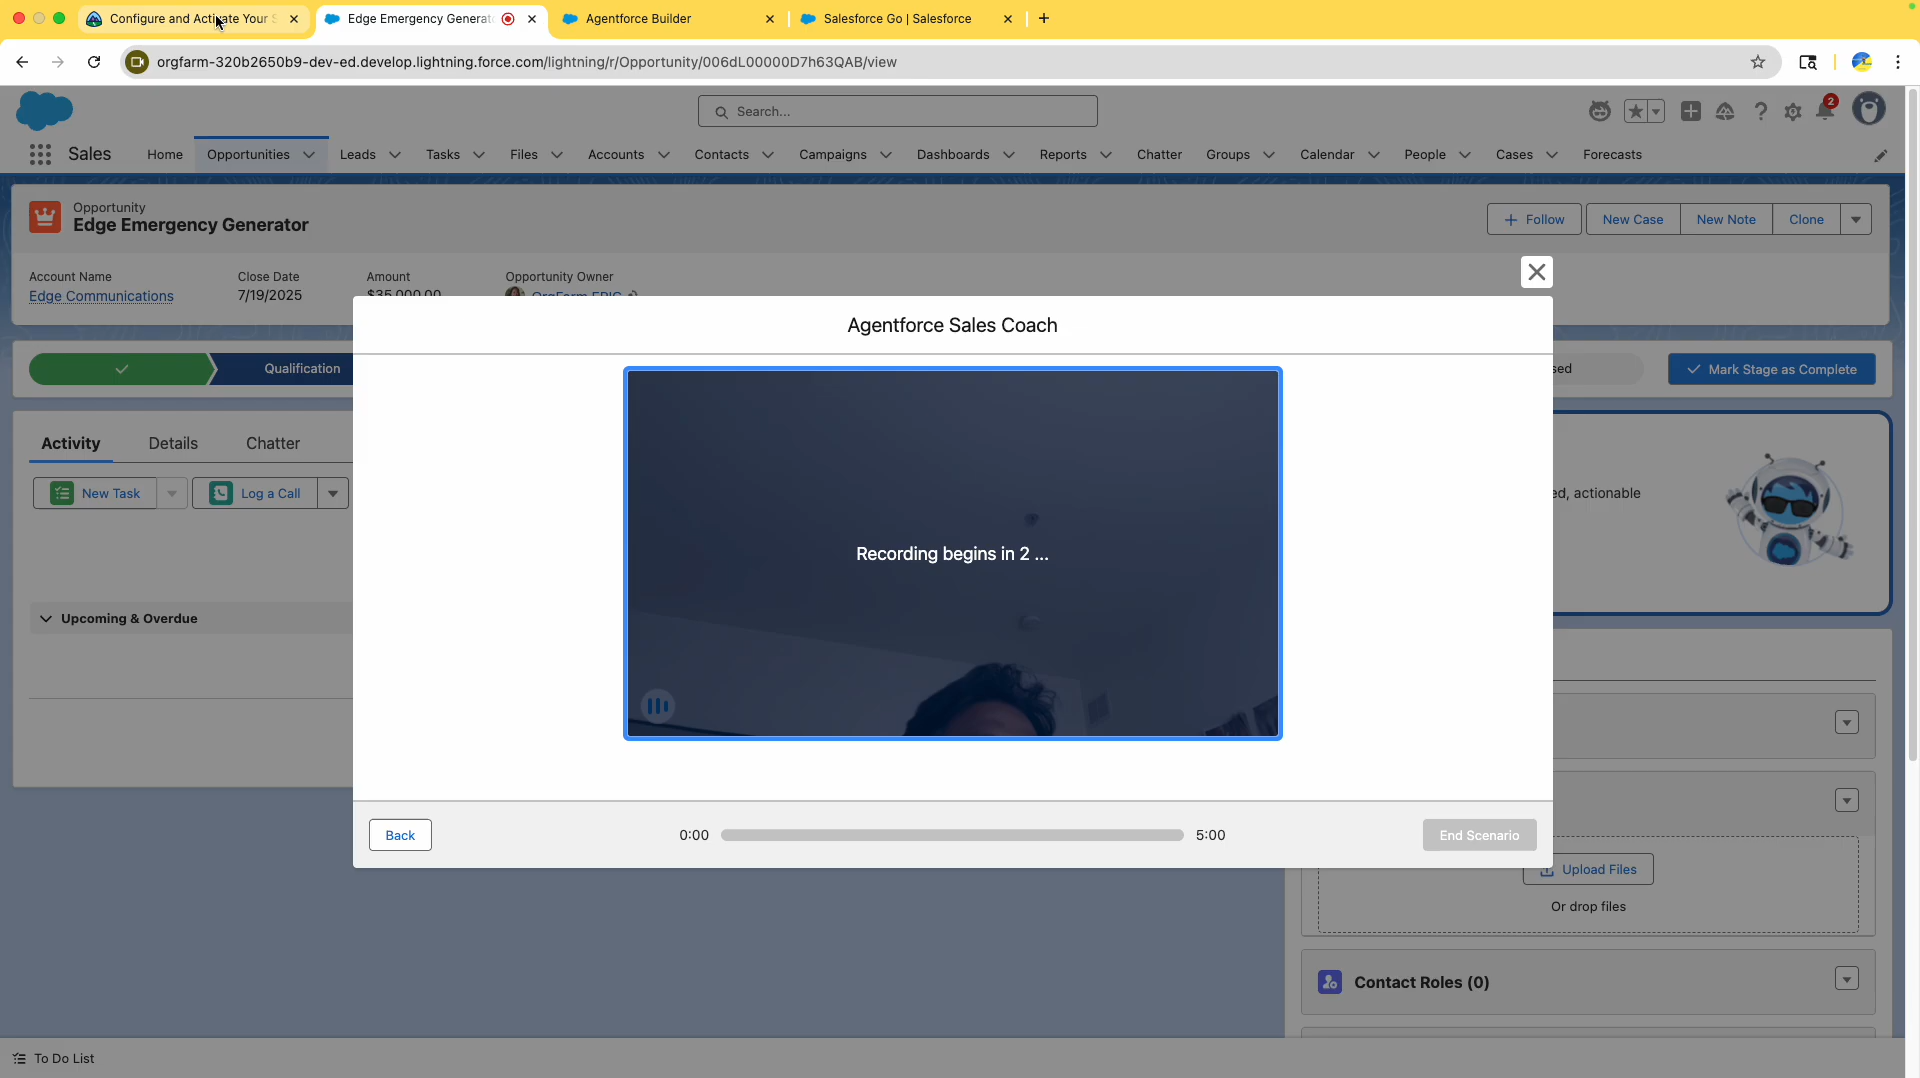 Configure and Activate Your S
Edge Emergency Generat
Agentforce Builder
Salesforce Go | Salesforce
orgfarm-320b2650b9-dev-ed.develop.lightning.force.com/lightning/r/Opportunity/006dL00000D7h63QAB/view
Search...
2
Sales
Home
Opportunities
Leads
Tasks
Files
Accounts
Contacts
Campaigns
Dashboards
Reports
Chatter
Groups
Calendar
People
Cases
Forecasts
Opportunity
Edge Emergency Generator
Follow
New Case
New Note
Clone
Account Name
Close Date
Amount
Opportunity Owner
Edge Communications
7/19/2025
$35,000.00
OrgFarm EPIC
Agentforce Sales Coach
Qualification
sed
Mark Stage as Complete
Activity
Details
Chatter
New Task
Log a Call
ed, actionable
Recording begins in 2 ...
Upcoming & Overdue
Back
0:00
5:00
End Scenario
Upload Files
Or drop files
Contact Roles (0)
To Do List